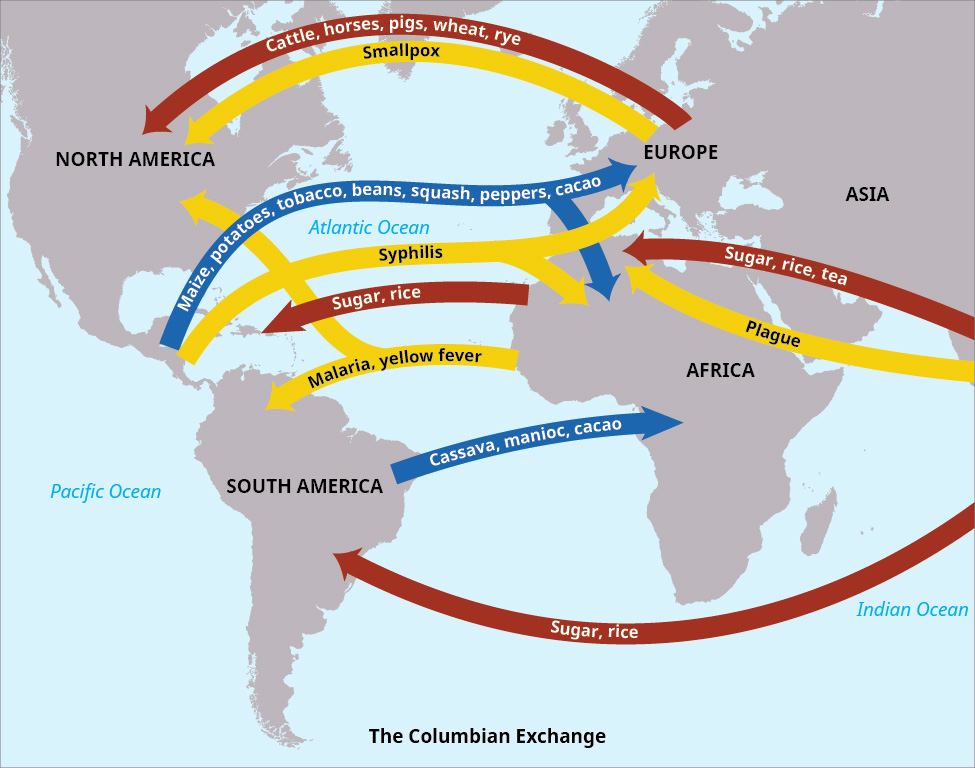 Cattle, horses, pigs, wheat, rye
Smallpox
NORTH AMERICA
EUROPE
ASIA
Maize, potatoes, tobacco, beans, squash, peppers, cacao
Atlantic Ocean
Syphilis
Sugar, rice, tea
Sugar, rice
Plague
Malaria, yellow fever
AFRICA
Cassava, manioc, cacao
SOUTH AMERICA
Pacific Ocean
Indian Ocean
Sugar, rice
The Columbian Exchange